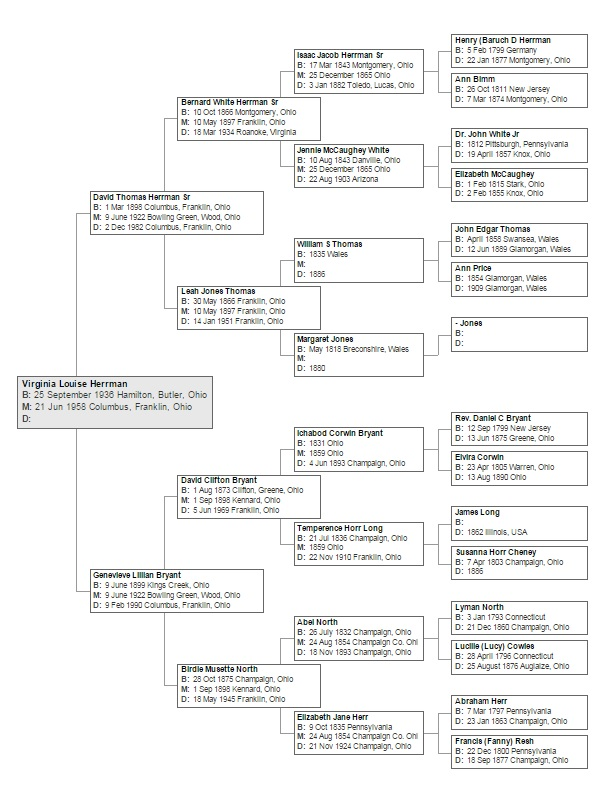 Henry (Baruch D Herrman
B: 5 Feb 1799 Germany
D: 22 Jan 1877 Montgomery, Ohio
Isaac Jacob Herrman Sr
B: 17 Mar 1843 Montgomery, Ohio
M: 25 December 1865 Ohio
D: 3 Jan 1882 Toledo, Lucas, Ohio
Ann Bimm
B: 26 Oct 1811 New Jersey
D: 7 Mar 1874 Montgomery, Ohio
Bernard White Herrman Sr
B: 10 Oct 1866 Montgomery, Ohio
M: 10 May 1897 Franklin, Ohio
D: 18 Mar 1934 Roanoke, Virginia
Dr. John White Jr
B: 1812 Pittsburgh, Pennsylvania
D: 19 April 1857 Knox, Ohio
Jennie McCaughey White
B: 10 Aug 1843 Danville, Ohio
M: 25 December 1865 Ohio
D: 22 Aug 1903 Arizona
Elizabeth McCaughey
B: 1 Feb 1815 Stark, Ohio
D: 2 Feb 1855 Knox, Ohio
David Thomas Herrman Sr
B: 1 Mar 1898 Columbus, Franklin, Ohio
M: 9 June 1922 Bowling Green, Wood, Ohio
D: 2 Dec 1982 Columbus, Franklin, Ohio
John Edgar Thomas
B: April 1858 Swansea, Wales
D: 12 Jun 1889 Glamorgan, Wales
William S Thomas
B: 1835 Wales
M:
D: 1886
Ann Price
B: 1854 Glamorgan, Wales
D: 1909 Glamorgan, Wales
Leah Jones Thomas
B: 30 May 1866 Franklin, Ohio
M: 10 May 1897 Franklin, Ohio
D: 14 Jan 1951 Franklin, Ohio
- Jones
B:
D:
Margaret Jones
B: May 1818 Breconshire, Wales
M:
D: 1880
Virginia Louise Herrman
B: 25 September 1936 Hamilton, Butler, Ohio
M: 21 Jun 1958 Columbus, Franklin, Ohio
D:
Rev. Daniel C Bryant
B: 12 Sep 1799 New Jersey
D: 13 Jun 1875 Greene, Ohio
Ichabod Corwin Bryant
B: 1831 Ohio
M: 1859 Ohio
D: 4 Jun 1893 Champaign, Ohio
Elvira Corwin
B: 23 Apr 1805 Warren, Ohio
D: 13 Aug 1890 Ohio
David Clifton Bryant
B: 1 Aug 1873 Clifton, Greene, Ohio
M: 1 Sep 1898 Kennard, Ohio
D: 5 Jun 1969 Franklin, Ohio
James Long
B:
D: 1862 Illinois, USA
Temperence Horr Long
B: 21 Jul 1836 Champaign, Ohio
M: 1859 Ohio
D: 22 Nov 1910 Franklin, Ohio
Susanna Horr Cheney
B: 7 Apr 1803 Champaign, Ohio
D: 1886
Genevieve Lillian Bryant
B: 9 June 1899 Kings Creek, Ohio
M: 9 June 1922 Bowling Green, Wood, Ohio
D: 9 Feb 1990 Columbus, Franklin, Ohio
Lyman North
B: 3 Jan 1793 Connecticut
D: 21 Dec 1860 Champaign, Ohio
Abel North
B: 26 July 1832 Champaign, Ohio
M: 24 Aug 1854 Champaign Co. Ohi
D: 18 Nov 1893 Champaign, Ohio
Lucille (Lucy) Cowles
B: 28 April 1796 Connecticut
D: 25 August 1876 Auglaize, Ohio
Birdie Musette North
B: 28 Oct 1875 Champaign, Ohio
M: 1 Sep 1898 Kennard, Ohio
D: 18 May 1945 Franklin, Ohio
Abraham Herr
B: 7 Mar 1797 Pennsylvania
D: 23 Jan 1863 Champaign, Ohio
Elizabeth Jane Herr
B: 9 Oct 1835 Pennsylvania
M: 24 Aug 1854 Champaign Co. Ohi
D: 21 Nov 1924 Champaign, Ohio
Francis (Fanny) Resh
B: 22 Dec 1800 Pennsylvania
D: 18 Sep 1877 Champaign, Ohio